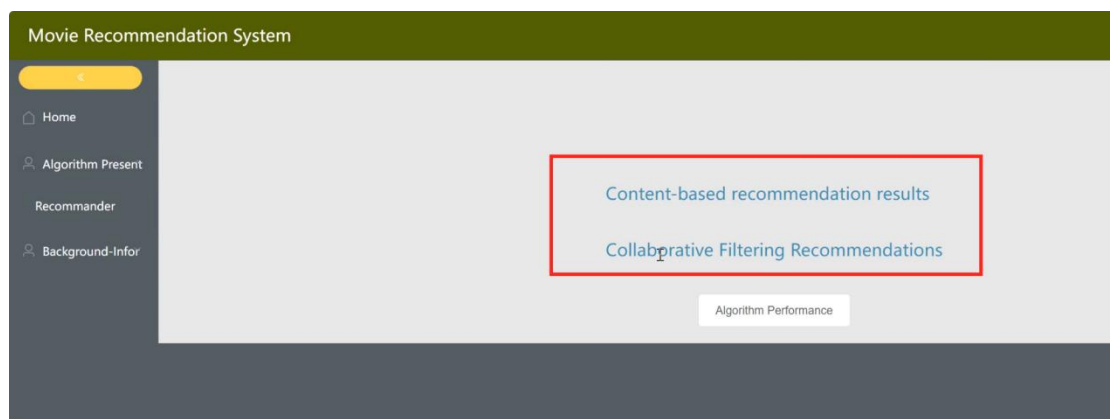 Movie Recommendation System
«
Home
Algorithm Present
Recommander
Background-Infor
Content-based recommendation results
Collaborative Filtering Recommendations
Algorithm Performance